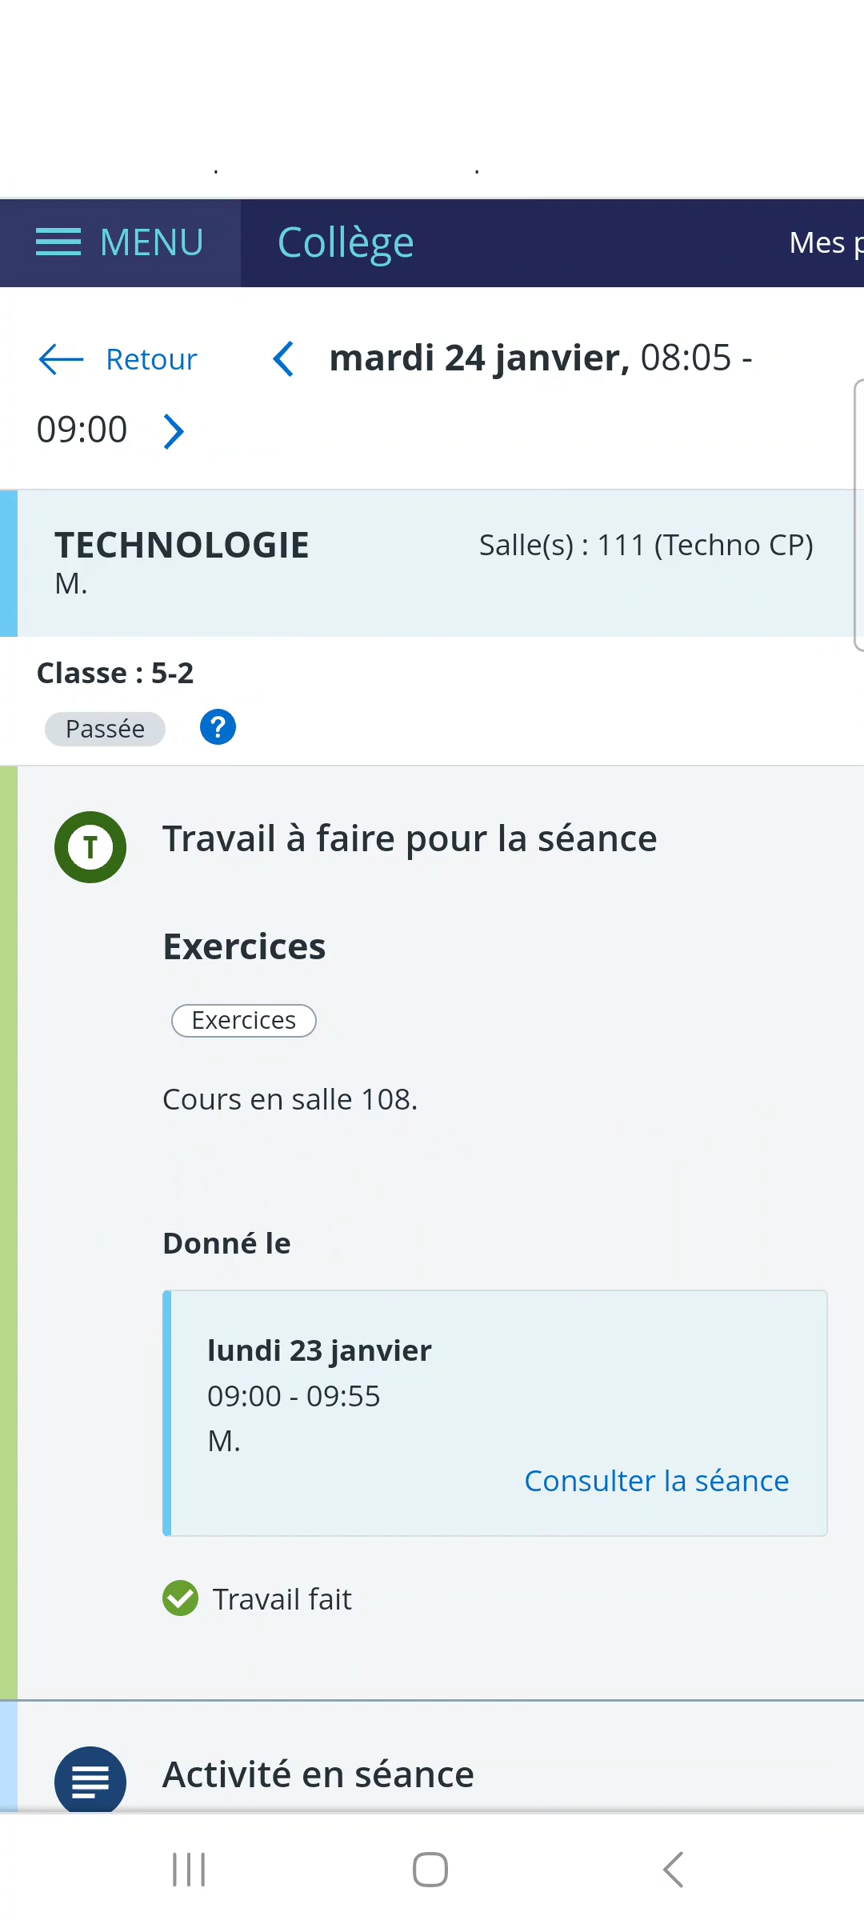 MENU Collège Mes p
Retour mardi 24 janvier, 08:05 -
09:00
TECHNOLOGIE Salle(s) : 111 (Techno CP)
M.
Classe : 5-2
Passée ?
T Travail à faire pour la séance
Exercices
Exercices
Cours en salle 108.
Donné le
lundi 23 janvier
09:00 - 09:55
M.
Consulter la séance
Travail fait
Activité en séance